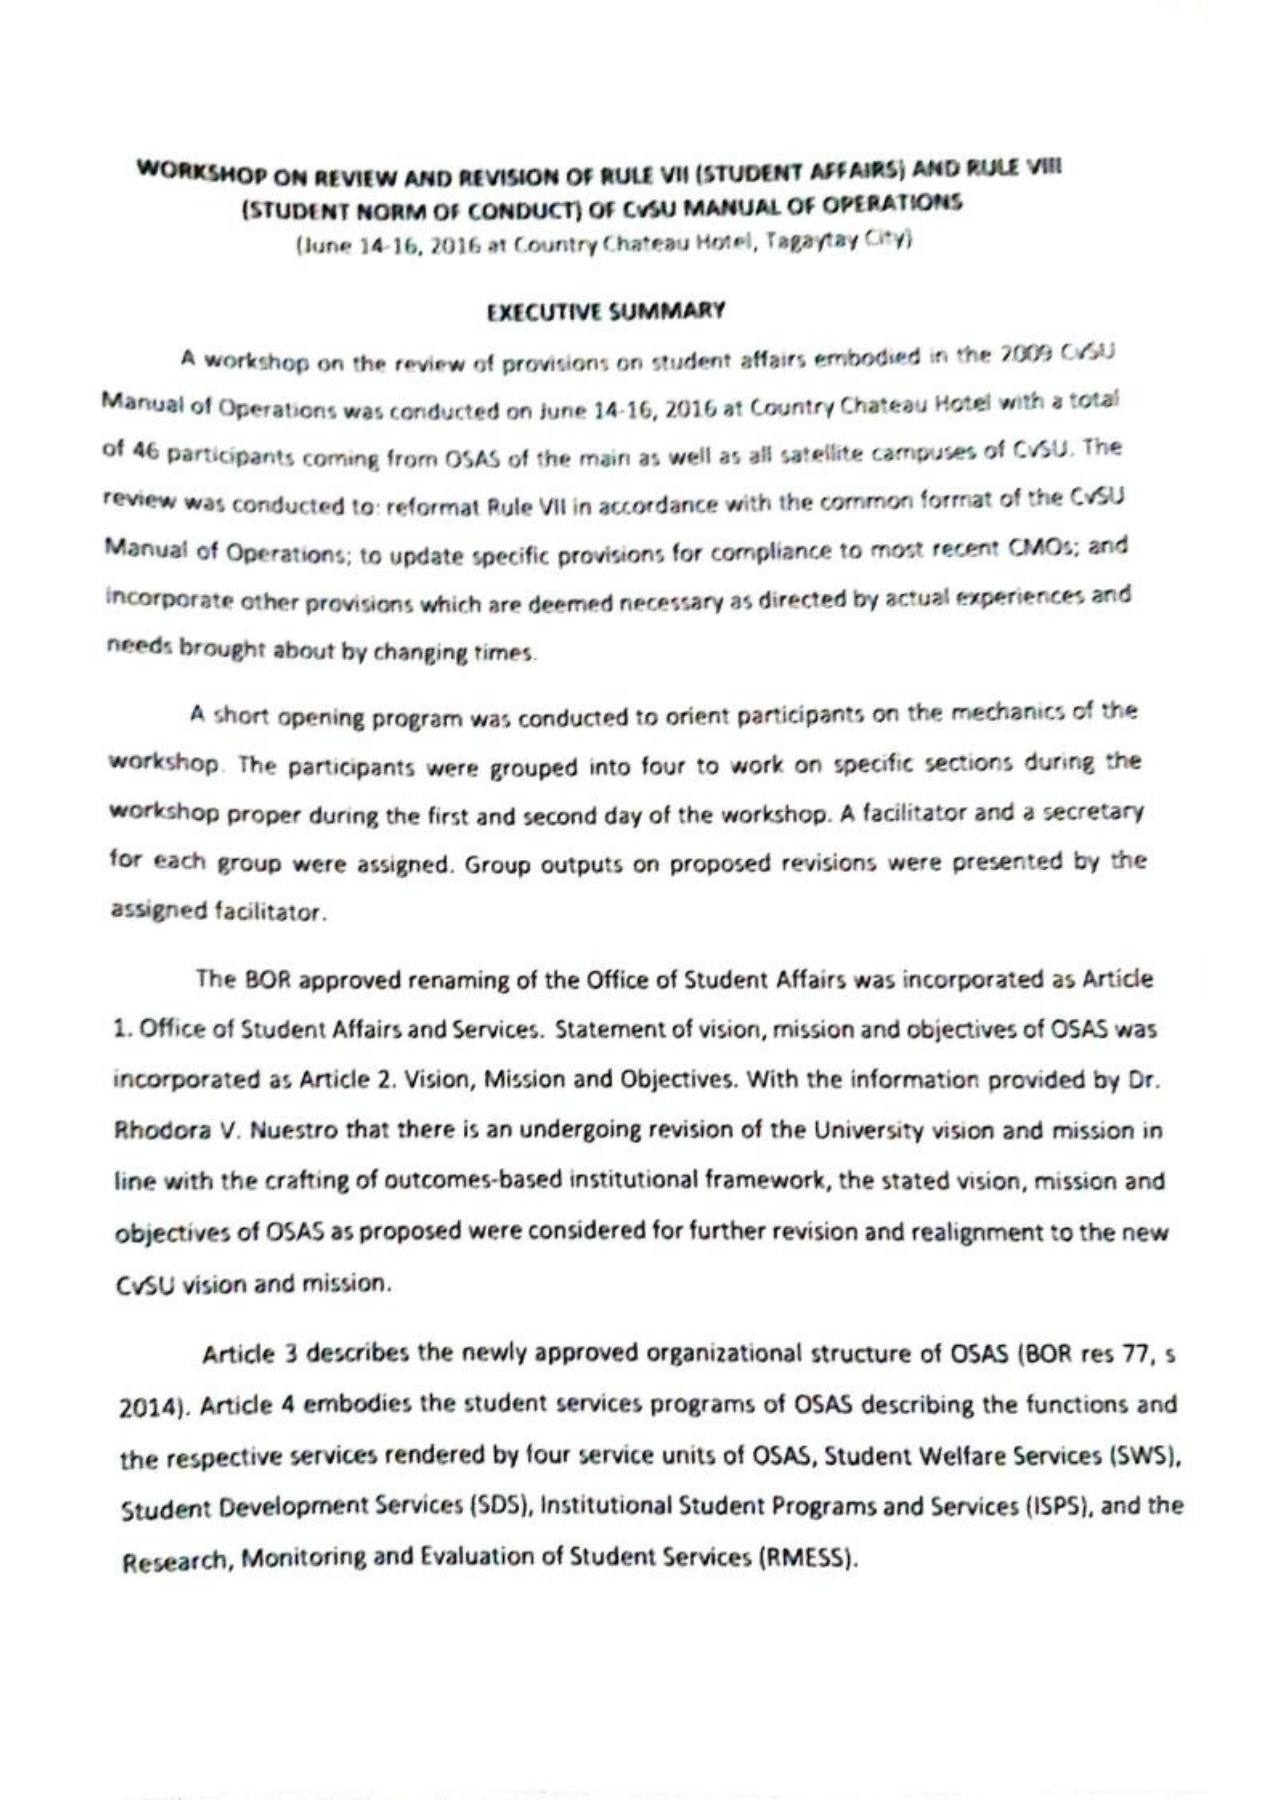 WORKSHOP ON REVIEW AND REVISION OF RULE VII (STUDENT AFFAIRS) AND RULE VIII
(STUDENT NORM OF CONDUCT) OF CvSU MANUAL OF OPERATIONS
(June 14-16, 2016 at Country Chateau Hotel, Tagaytay City)
EXECUTIVE SUMMARY
A workshop on the review of provisions on student affairs embodied in the 2009 CvSU
Manual of Operations was conducted on June 14-16, 2016 at Country Chateau Hotel with a total
of 46 participants coming from OSAS of the main as well as all satellite campuses of CvSU. The
review was conducted to: reformat Rule VII in accordance with the common format of the CvSU
Manual of Operations; to update specific provisions for compliance to most recent CMOs; and
incorporate other provisions which are deemed necessary as directed by actual experiences and
needs brought about by changing times.
A short opening program was conducted to orient participants on the mechanics of the
workshop. The participants were grouped into four to work on specific sections during the
workshop proper during the first and second day of the workshop. A facilitator and a secretary
for each group were assigned. Group outputs on proposed revisions were presented by the
assigned facilitator.
The BOR approved renaming of the Office of Student Affairs was incorporated as Article
1. Office of Student Affairs and Services. Statement of vision, mission and objectives of OSAS was
incorporated as Article 2. Vision, Mission and Objectives. With the information provided by Dr.
Rhodora V. Nuestro that there is an undergoing revision of the University vision and mission in
line with the crafting of outcomes-based institutional framework, the stated vision, mission and
objectives of OSAS as proposed were considered for further revision and realignment to the new
CvSU vision and mission.
Article 3 describes the newly approved organizational structure of OSAS (BOR res 77, s
2014). Article 4 embodies the student services programs of OSAS describing the functions and
the respective services rendered by four service units of OSAS, Student Welfare Services (SWS),
Student Development Services (SDS), Institutional Student Programs and Services (ISPS), and the
Research, Monitoring and Evaluation of Student Services (RMESS).